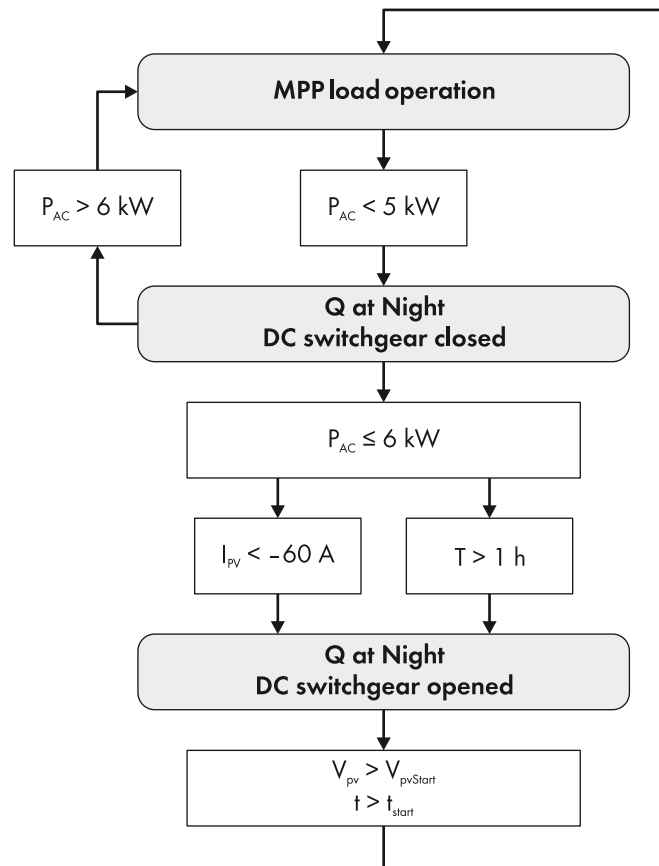 MPP load operation
P_AC > 6 kW
P_AC < 5 kW
Q at Night
DC switchgear closed
P_AC ≤ 6 kW
I_PV < −60 A
T > 1 h
Q at Night
DC switchgear opened
V_pv > V_pvStart
t > t_start